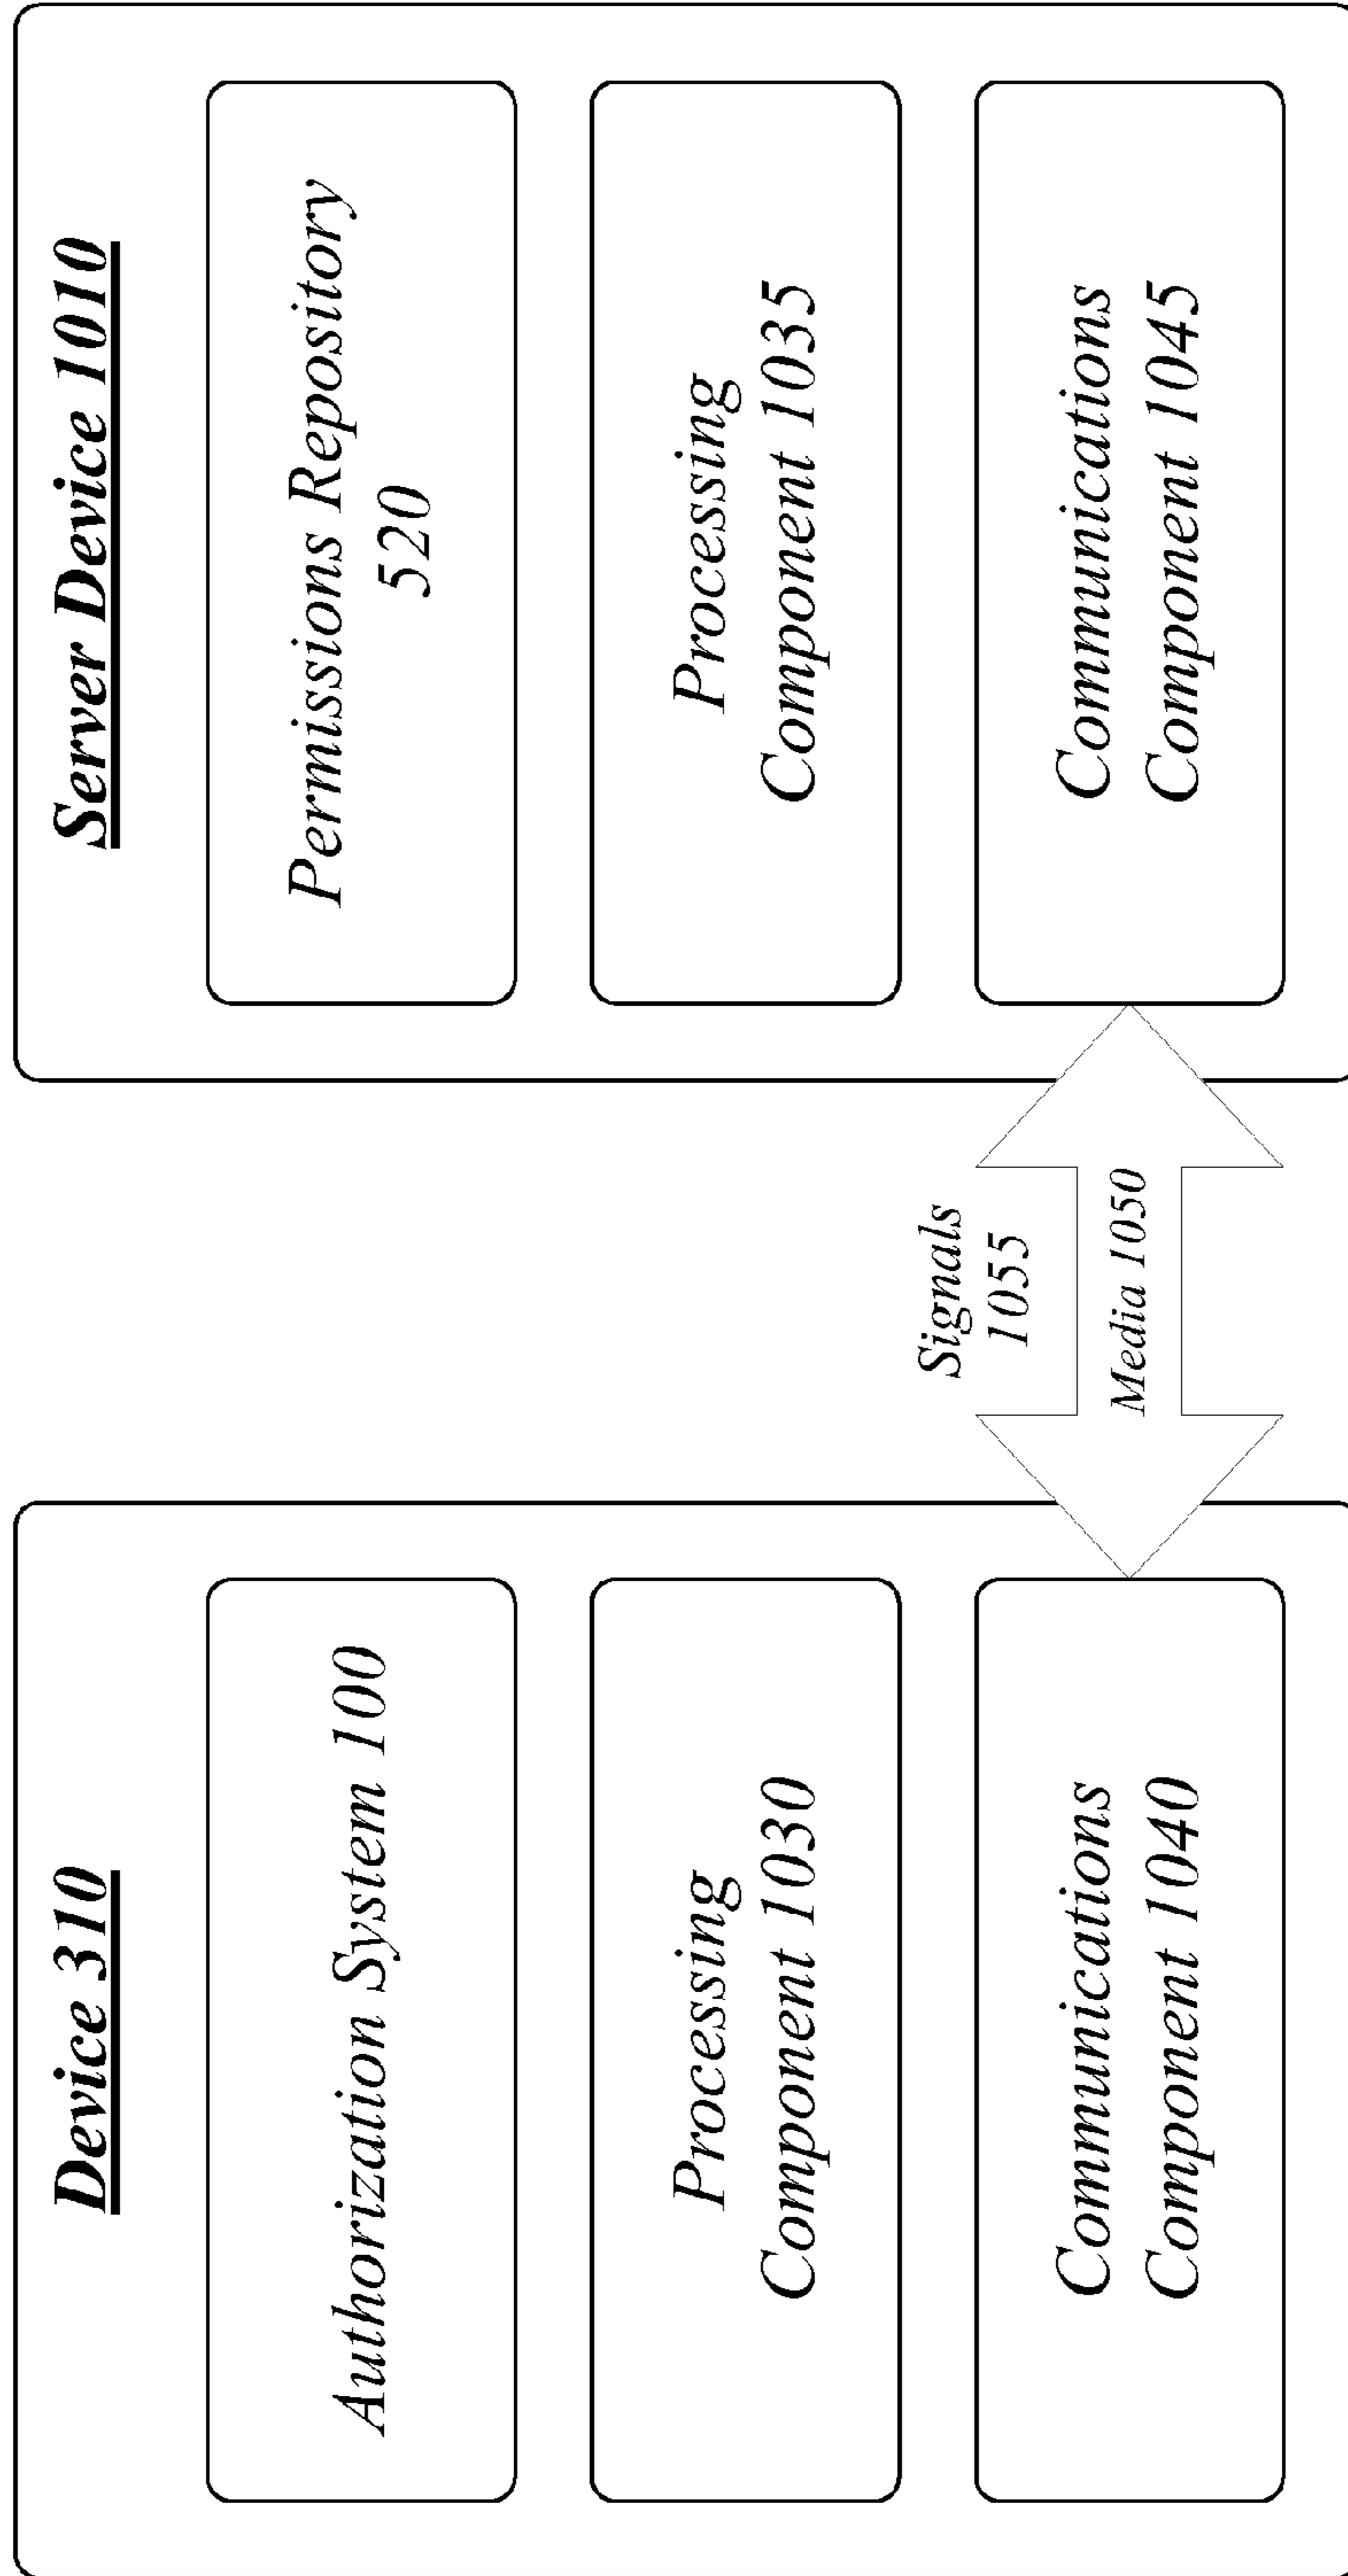 Device 310
Authorization System 100
Processing
Component 1030
Communications
Component 1040
Signals
1055
Media 1050
Server Device 1010
Permissions Repository
520
Processing
Component 1035
Communications
Component 1045